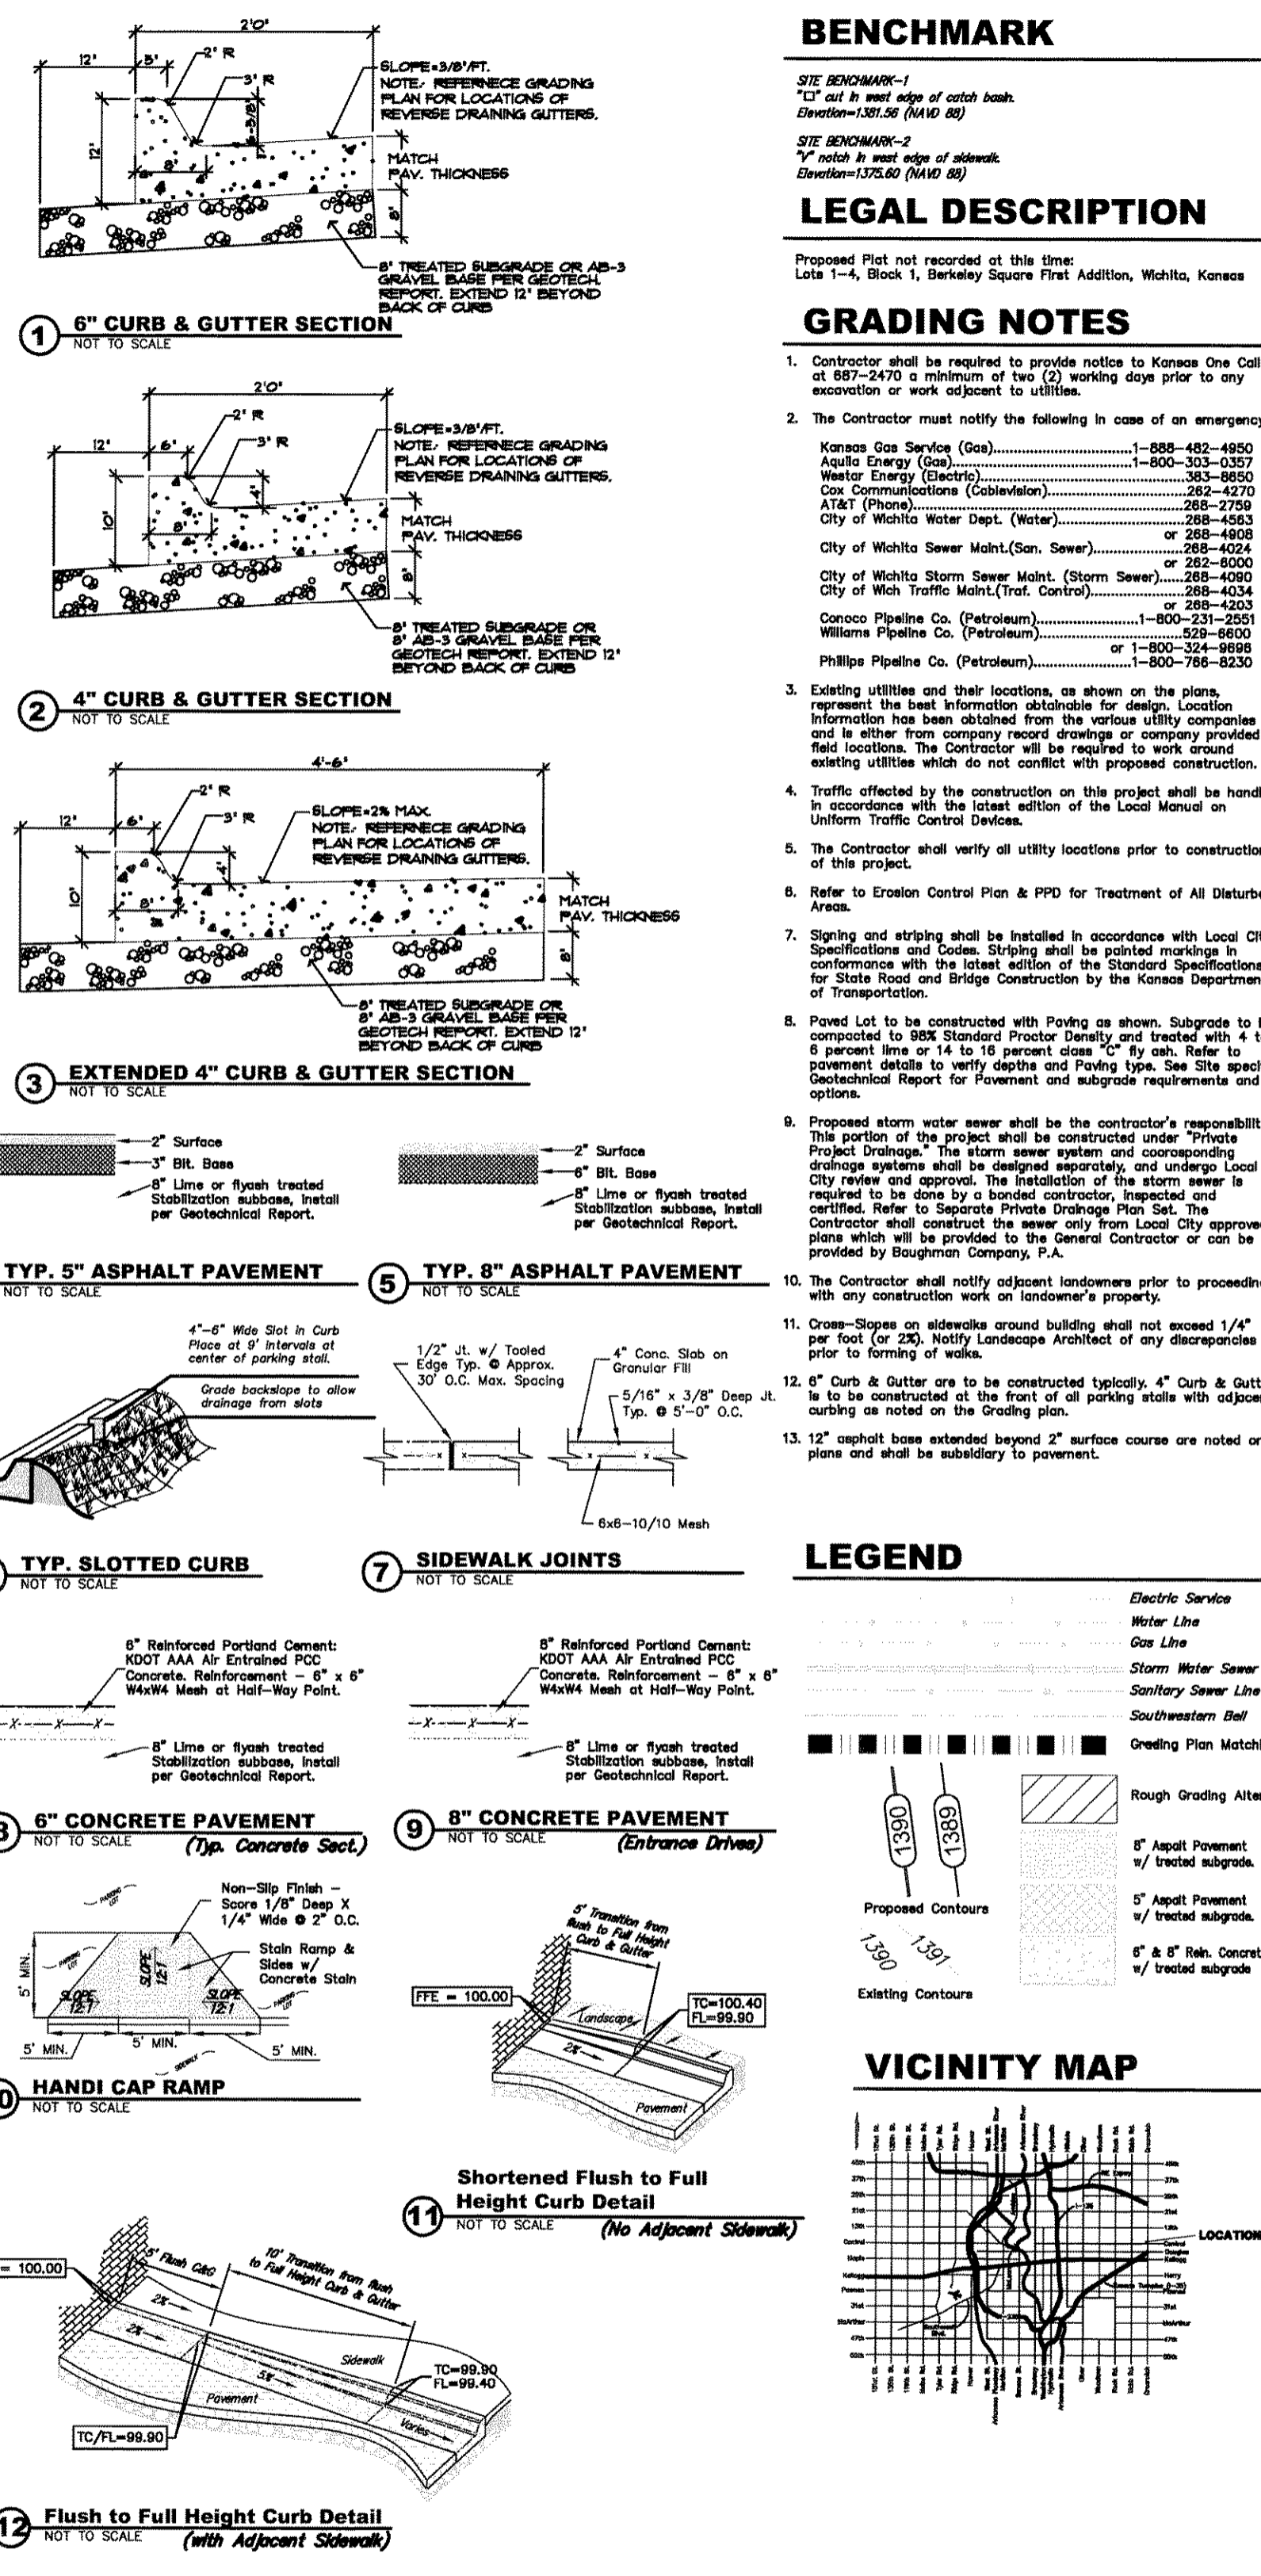 2'0"
12"
5"
2" R
3" R
6-3/8"
12"
8"
SLOPE=3/8"/FT.
NOTE: REFERNECE GRADING
PLAN FOR LOCATIONS OF
REVERSE DRAINING GUTTERS.
MATCH
PAV. THICKNESS
8"
8" TREATED SUBGRADE OR AB-3
GRAVEL BASE PER GEOTECH.
REPORT. EXTEND 12" BEYOND
BACK OF CURB
1
6" CURB & GUTTER SECTION
NOT TO SCALE
2'0"
12"
6"
2" R
3" R
4"
10"
8"
SLOPE=3/8"/FT.
NOTE: REFERNECE GRADING
PLAN FOR LOCATIONS OF
REVERSE DRAINING GUTTERS.
MATCH
PAV. THICKNESS
8"
8" TREATED SUBGRADE OR
8" AB-3 GRAVEL BASE PER
GEOTECH REPORT. EXTEND 12"
BEYOND BACK OF CURB
2
4" CURB & GUTTER SECTION
NOT TO SCALE
4'-6"
12"
6"
2" R
3" R
4"
10"
8"
SLOPE=2% MAX.
NOTE: REFERNECE GRADING
PLAN FOR LOCATIONS OF
REVERSE DRAINING GUTTERS.
MATCH
PAV. THICKNESS
8"
8" TREATED SUBGRADE OR
8" AB-3 GRAVEL BASE PER
GEOTECH REPORT. EXTEND 12"
BEYOND BACK OF CURB
3
EXTENDED 4" CURB & GUTTER SECTION
NOT TO SCALE
2" Surface
3" Bit. Base
8" Lime or flyash treated
Stabilization subbase, install
per Geotechnical Report.
TYP. 5" ASPHALT PAVEMENT
NOT TO SCALE
2" Surface
6" Bit. Base
8" Lime or flyash treated
Stabilization subbase, install
per Geotechnical Report.
5
TYP. 8" ASPHALT PAVEMENT
NOT TO SCALE
4"-6" Wide Slot in Curb
Place at 9' intervals at
center of parking stall.
Grade backslope to allow
drainage from slots
TYP. SLOTTED CURB
NOT TO SCALE
1/2" Jt. w/ Tooled
Edge Typ. @ Approx.
30' O.C. Max. Spacing
4" Conc. Slab on
Granular Fill
5/16" x 3/8" Deep Jt.
Typ. @ 5'-0" O.C.
6x6-10/10 Mesh
7
SIDEWALK JOINTS
NOT TO SCALE
6" Reinforced Portland Cement:
KDOT AAA Air Entrained PCC
Concrete. Reinforcement - 6" x 6"
W4xW4 Mesh at Half-Way Point.
8" Lime or flyash treated
Stabilization subbase, install
per Geotechnical Report.
6" CONCRETE PAVEMENT
NOT TO SCALE
(Typ. Concrete Sect.)
8" Reinforced Portland Cement:
KDOT AAA Air Entrained PCC
Concrete. Reinforcement - 6" x 6"
W4xW4 Mesh at Half-Way Point.
8" Lime or flyash treated
Stabilization subbase, install
per Geotechnical Report.
9
8" CONCRETE PAVEMENT
NOT TO SCALE
(Entrance Drives)
PARKING LOT
Non-Slip Finish -
Score 1/8" Deep X
1/4" Wide @ 2" O.C.
Stain Ramp &
Sides w/
Concrete Stain
5' MIN.
SLOPE 12:1
SLOPE 12:1
SLOPE 12:1
PARKING LOT
PARKING LOT
5' MIN.
5' MIN.
5' MIN.
SIDEWALK
0
HANDI CAP RAMP
NOT TO SCALE
5' Transition from
flush to Full Height
Curb & Gutter
FFE = 100.00
TC=100.40
FL=99.90
Landscape
2%
Pavement
11
Shortened Flush to Full
Height Curb Detail
NOT TO SCALE
(No Adjacent Sidewalk)
= 100.00
5' Flush C&G
10' Transition from flush
to Full Height Curb & Gutter
2%
2%
5%
Sidewalk
TC=99.90
FL=99.40
Pavement
Varies
TC/FL=99.90
12
Flush to Full Height Curb Detail
NOT TO SCALE
(with Adjacent Sidewalk)
BENCHMARK
SITE BENCHMARK-1
"□" cut in west edge of catch basin.
Elevation=1381.56 (NAVD 88)
SITE BENCHMARK-2
"V" notch in west edge of sidewalk.
Elevation=1375.60 (NAVD 88)
LEGAL DESCRIPTION
Proposed Plat not recorded at this time:
Lots 1-4, Block 1, Berkeley Square First Addition, Wichita, Kansas
GRADING NOTES
1. Contractor shall be required to provide notice to Kansas One Call
at 687-2470 a minimum of two (2) working days prior to any
excavation or work adjacent to utilities.
2. The Contractor must notify the following in case of an emergency
Kansas Gas Service (Gas)..........1-888-482-4950
Aquila Energy (Gas)..........1-800-303-0357
Westar Energy (Electric)..........383-8650
Cox Communications (Cablevision)..........262-4270
AT&T (Phone)..........268-2759
City of Wichita Water Dept. (Water)..........268-4563
or 268-4908
City of Wichita Sewer Maint.(San. Sewer)..........268-4024
or 262-6000
City of Wichita Storm Sewer Maint. (Storm Sewer)......268-4090
City of Wich Traffic Maint.(Traf. Control)..........268-4034
or 268-4203
Conoco Pipeline Co. (Petroleum)..........1-800-231-2551
Williams Pipeline Co. (Petroleum)..........529-6600
or 1-800-324-9696
Phillips Pipeline Co. (Petroleum)..........1-800-766-8230
3. Existing utilities and their locations, as shown on the plans,
represent the best information obtainable for design. Location
information has been obtained from the various utility companies
and is either from company record drawings or company provided
field locations. The Contractor will be required to work around
existing utilities which do not conflict with proposed construction.
4. Traffic affected by the construction on this project shall be handl
in accordance with the latest edition of the Local Manual on
Uniform Traffic Control Devices.
5. The Contractor shall verify all utility locations prior to construction
of this project.
6. Refer to Erosion Control Plan & PPD for Treatment of All Disturbe
Areas.
7. Signing and striping shall be installed in accordance with Local Cit
Specifications and Codes. Striping shall be painted markings in
conformance with the latest edition of the Standard Specifications
for State Road and Bridge Construction by the Kansas Departmen
of Transportation.
8. Paved Lot to be constructed with Paving as shown. Subgrade to b
compacted to 98% Standard Proctor Density and treated with 4 t
6 percent lime or 14 to 16 percent class "C" fly ash. Refer to
pavement details to verify depths and Paving type. See Site speci
Geotechnical Report for Pavement and subgrade requirements and
options.
9. Proposed storm water sewer shall be the contractor's responsibilit
This portion of the project shall be constructed under "Private
Project Drainage." The storm sewer system and coorosponding
drainage systems shall be designed separately, and undergo Local
City review and approval. The installation of the storm sewer is
required to be done by a bonded contractor, inspected and
certified. Refer to Separate Private Drainage Plan Set. The
Contractor shall construct the sewer only from Local City approve
plans which will be provided to the General Contractor or can be
provided by Baughman Company, P.A.
10. The Contractor shall notify adjacent landowners prior to proceedin
with any construction work on landowner's property.
11. Cross-Slopes on sidewalks around building shall not exceed 1/4"
per foot (or 2%). Notify Landscape Architect of any discrepancies
prior to forming of walks.
12. 6" Curb & Gutter are to be constructed typically. 4" Curb & Gutt
is to be constructed at the front of all parking stalls with adjace
curbing as noted on the Grading plan.
13. 12" asphalt base extended beyond 2" surface course are noted on
plans and shall be subsidiary to pavement.
LEGEND
Electric Service
Water Line
Gas Line
Storm Water Sewer
Sanitary Sewer Line
Southwestern Bell
Grading Plan Matchl
1390
1389
Proposed Contours
1390
1391
Existing Contours
Rough Grading Alter
8" Aspalt Pavement
w/ treated subgrade.
5" Aspalt Pavement
w/ treated subgrade.
6" & 8" Rein. Concret
w/ treated subgrade
VICINITY MAP
LOCATION